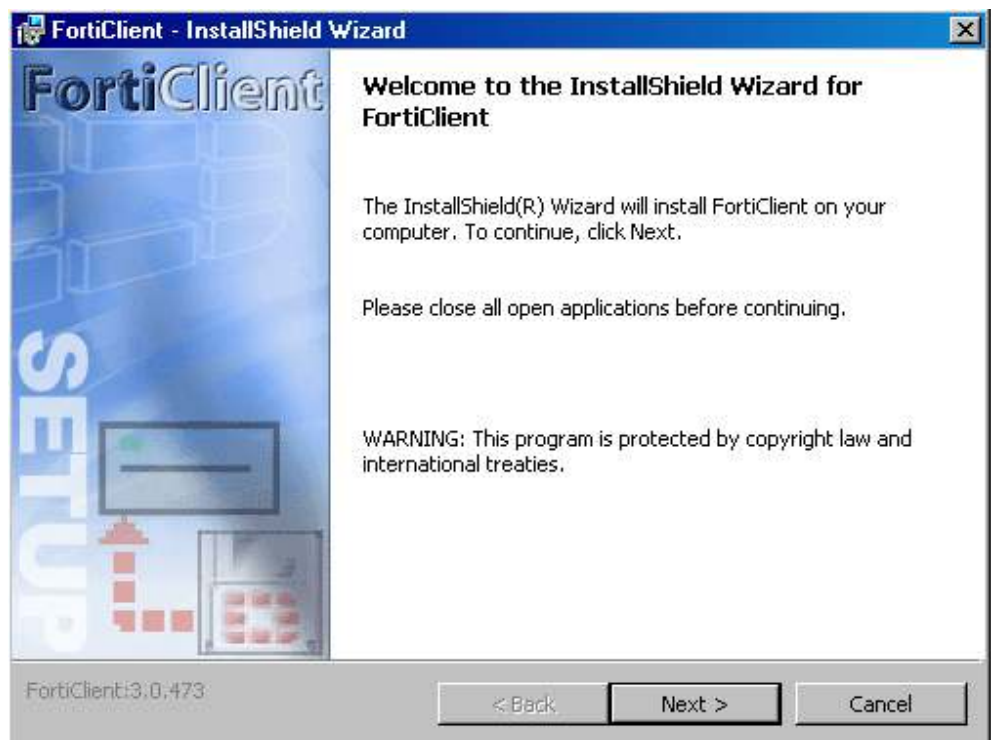 FortiClient - InstallShield Wizard
FortiClient
SETUP
Welcome to the InstallShield Wizard for
FortiClient
The InstallShield(R) Wizard will install FortiClient on your
computer. To continue, click Next.
Please close all open applications before continuing.
WARNING: This program is protected by copyright law and
international treaties.
FortiClient:3.0.473
< Back
Next >
Cancel